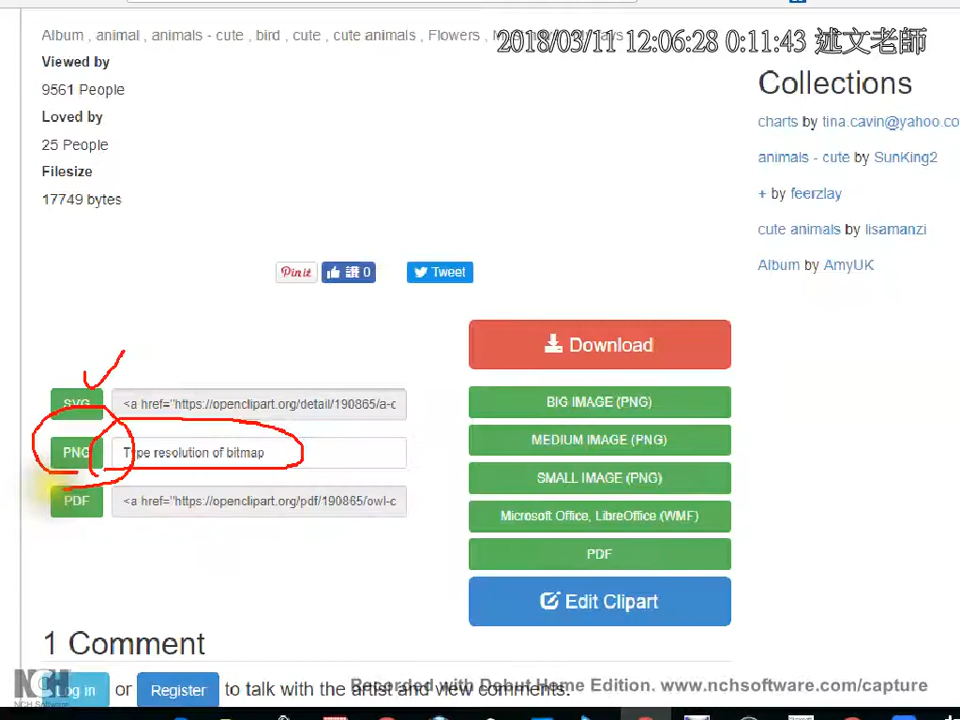 Album , animal , animals - cute , bird , cute , cute animals , Flowers ,
2018/03/11 12:06:28 0:11:43 述文老師
Viewed by
9561 People
Loved by
25 People
Filesize
17749 bytes
Collections
charts by tina.cavin@yahoo.co
animals - cute by SunKing2
+ by feerzlay
cute animals by lisamanzi
Album by AmyUK
Pinit
讚 0
Tweet
SVG
<a href="https://openclipart.org/detail/190865/a-c
PNG
Type resolution of bitmap
PDF
<a href="https://openclipart.org/pdf/190865/owl-c
Download
BIG IMAGE (PNG)
MEDIUM IMAGE (PNG)
SMALL IMAGE (PNG)
Microsoft Office, LibreOffice (WMF)
PDF
Edit Clipart
1 Comment
Log in or Register to talk with the artist and view comments.
NCH
NCH Software
Recorded with Debut Home Edition. www.nchsoftware.com/capture